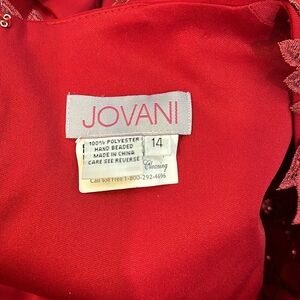 JOVANI
100% POLYESTER
HAND BEADED
MADE IN CHINA
CARE SEE REVERSE
14
Cleaning
Call toll Free 1-800-292-4696